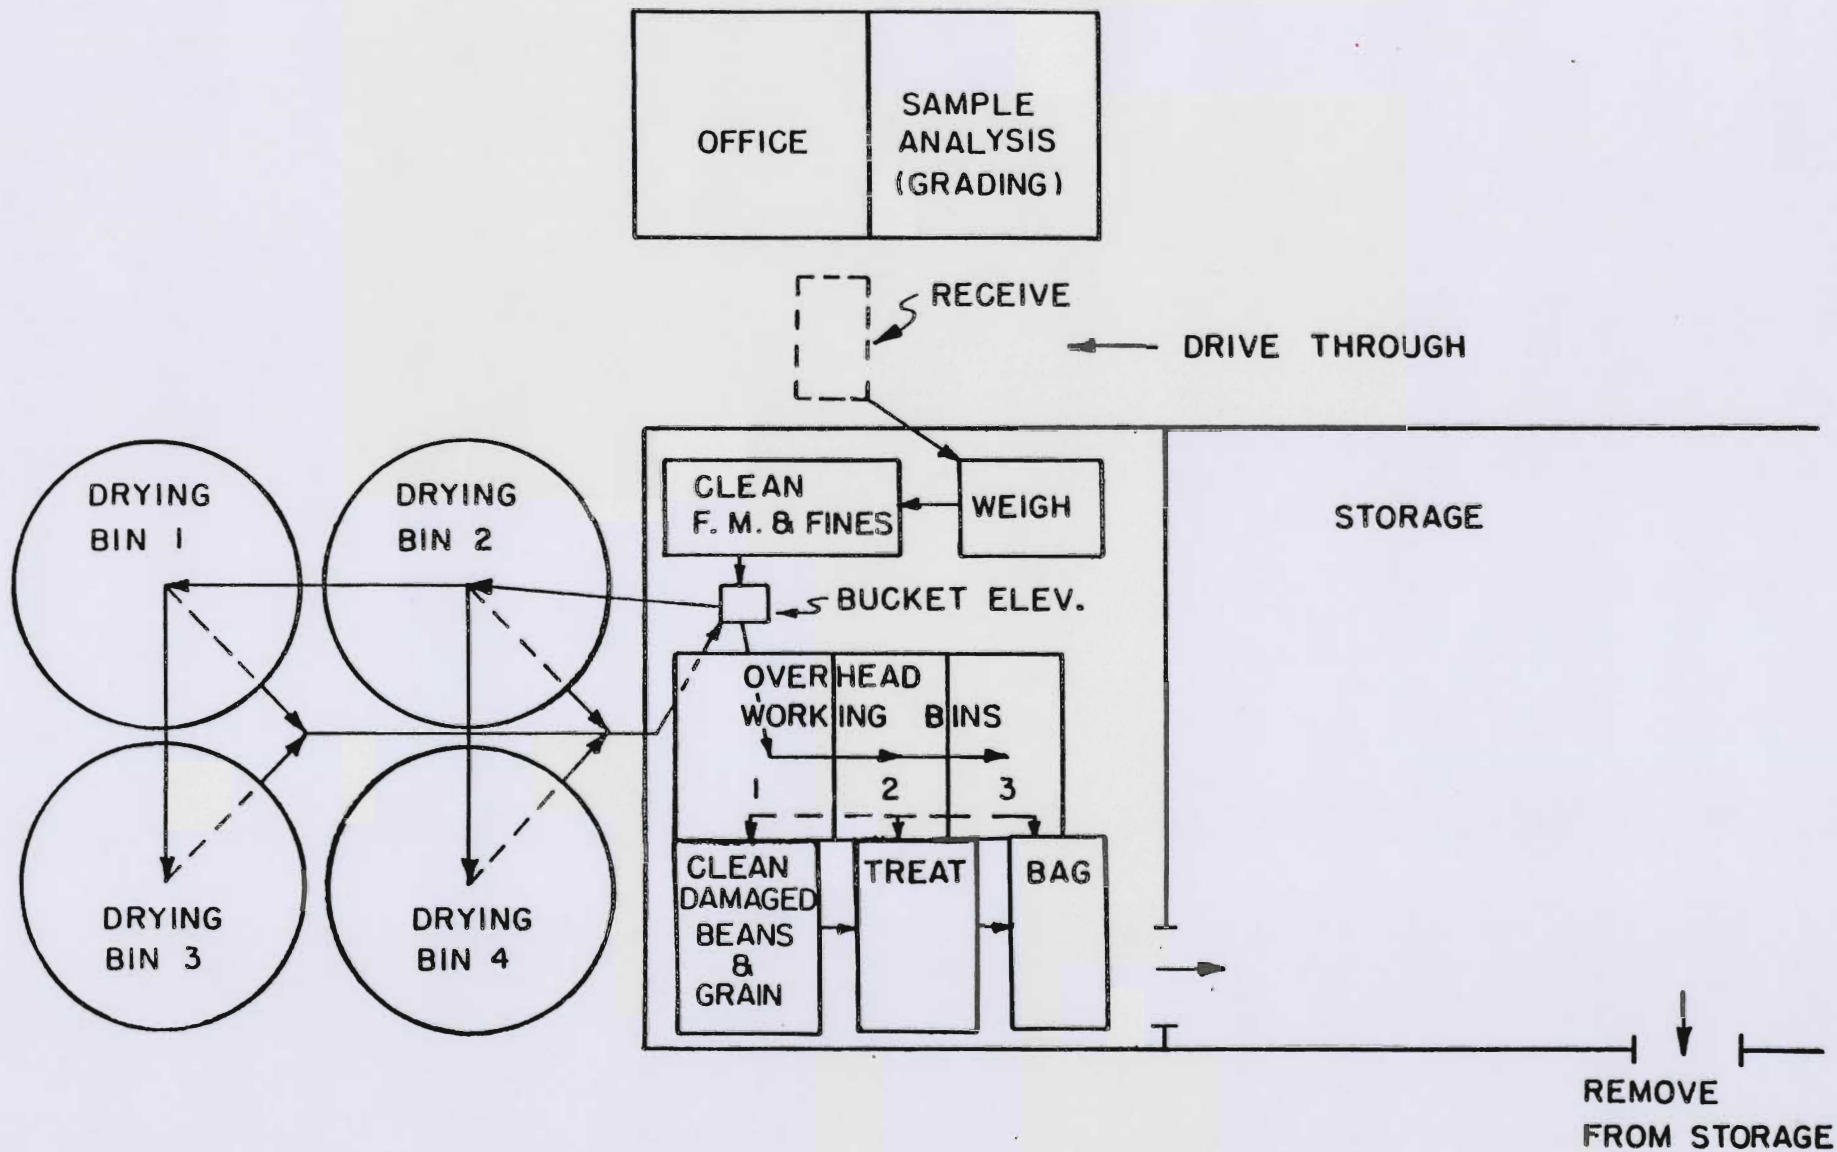 OFFICE
SAMPLE
ANALYSIS
(GRADING)
RECEIVE
DRIVE THROUGH
DRYING
BIN 1
DRYING
BIN 2
CLEAN
F. M. & FINES
WEIGH
STORAGE
BUCKET ELEV.
OVERHEAD
WORKING BINS
1 2 3
DRYING
BIN 3
DRYING
BIN 4
CLEAN
DAMAGED
BEANS
&
GRAIN
TREAT
BAG
REMOVE
FROM STORAGE